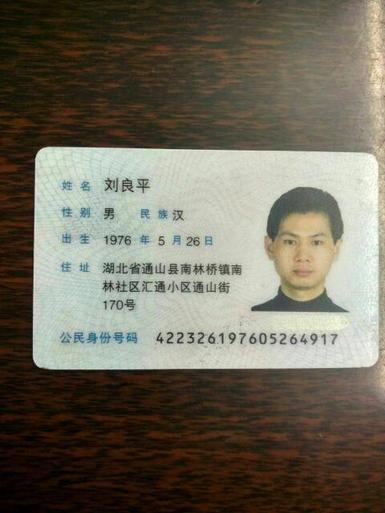 姓名 刘良平
性别 男 民族 汉
出生 1976 年 5 月 26 日
住址 湖北省通山县南林桥镇南
林社区汇通小区通山街
170号
公民身份号码 422326197605264917